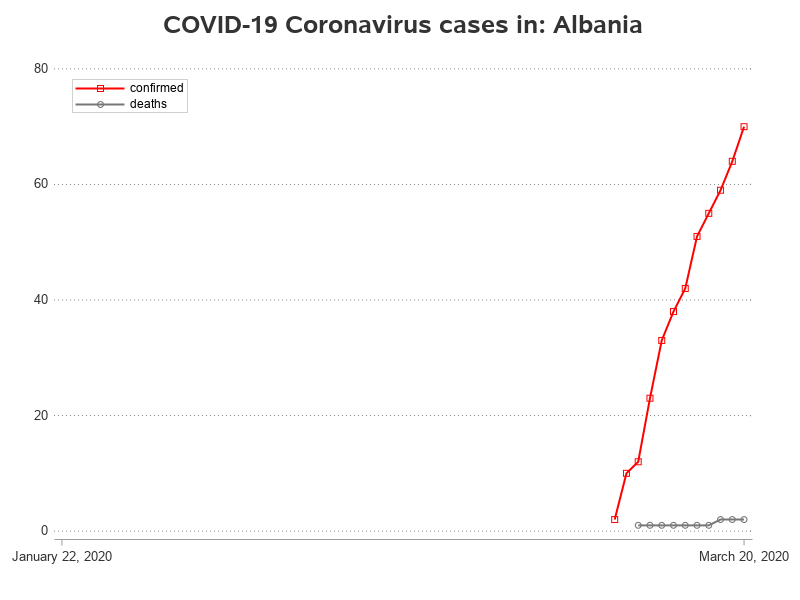 COVID-19 Coronavirus cases in: Albania
80
confirmed
deaths
60
40
20
0
January 22, 2020
March 20, 2020